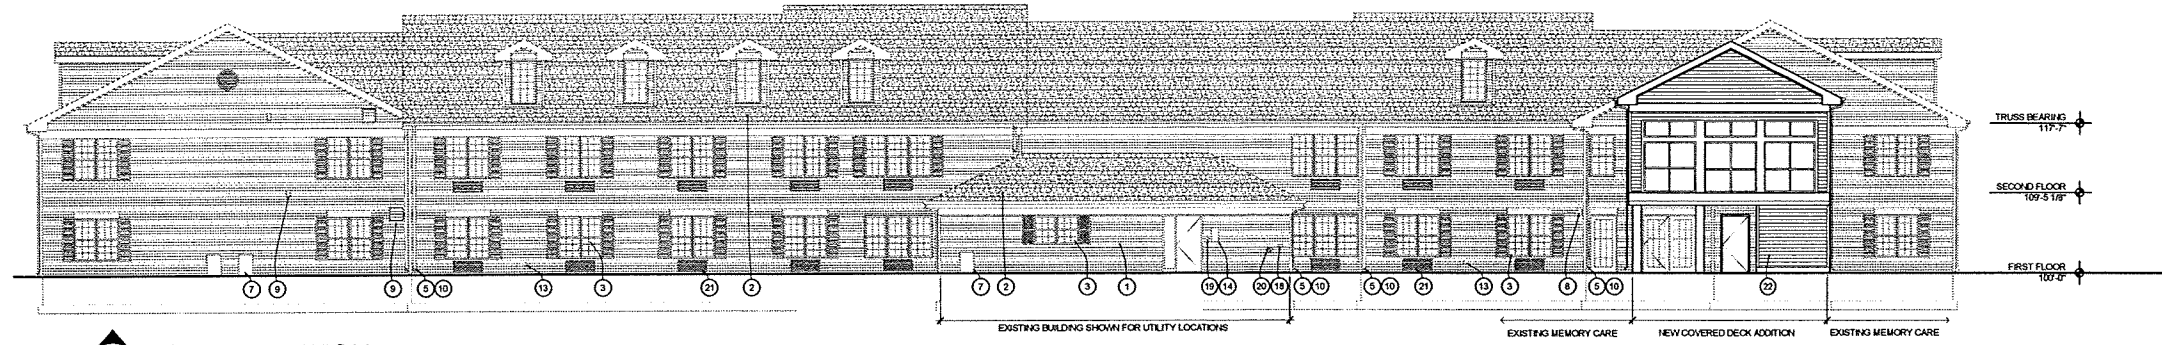 TRUSS BEARING
117'-7"
SECOND FLOOR
109'-5 1/8"
FIRST FLOOR
100'-0"
7 9 9 5 10 13 3 21 2 7 2 3 1 19 14 20 18 5 10 5 10 21 13 3 8 5 10 22
EXISTING BUILDING SHOWN FOR UTILITY LOCATIONS
EXISTING MEMORY CARE
NEW COVERED DECK ADDITION
EXISTING MEMORY CARE